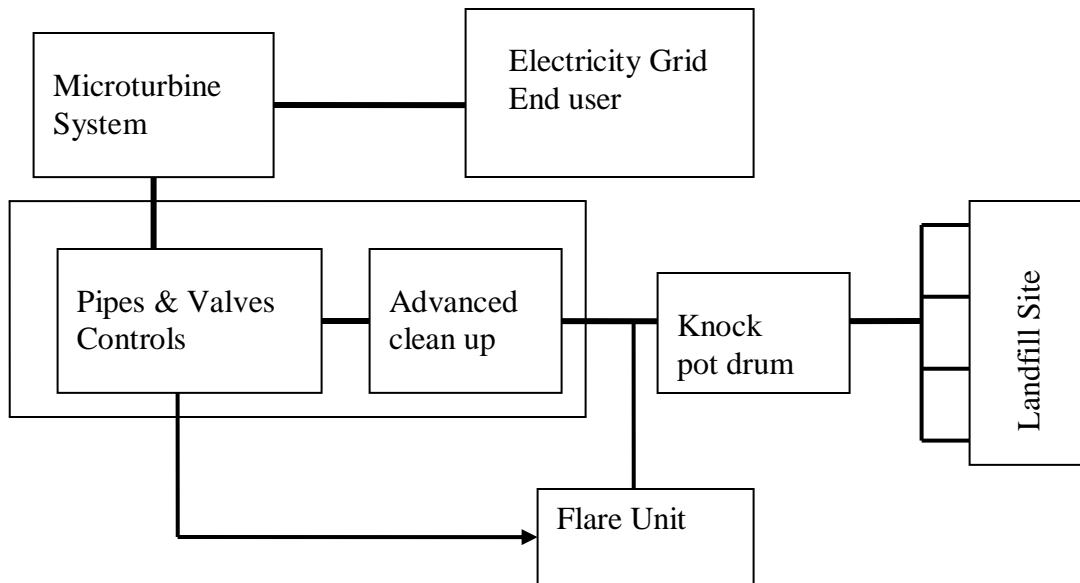 Microturbine
System
Electricity Grid
End user
Pipes & Valves
Controls
Advanced
clean up
Knock
pot drum
Landfill Site
Flare Unit